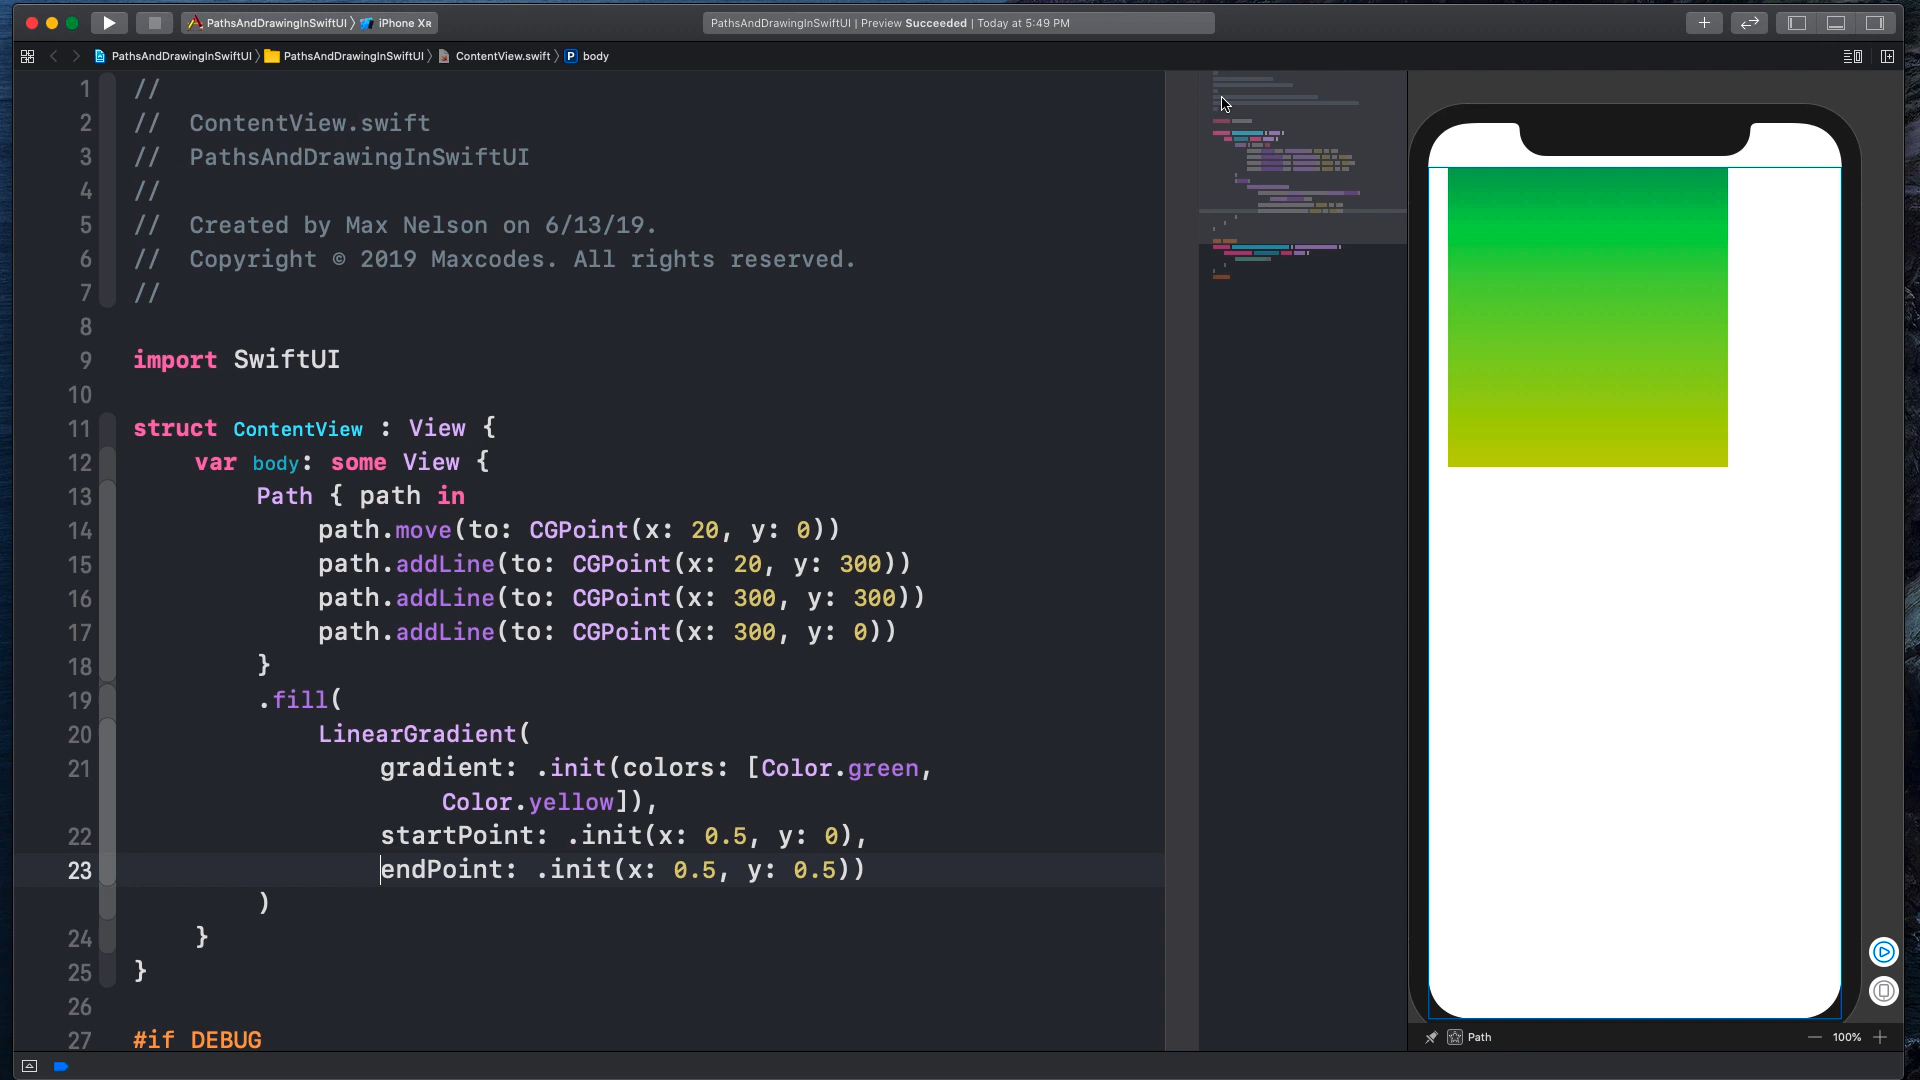 PathsAndDrawingInSwiftUI 〉 iPhone Xʀ
PathsAndDrawingInSwiftUI | Preview Succeeded | Today at 5:49 PM
PathsAndDrawingInSwiftUI 〉 PathsAndDrawingInSwiftUI 〉 ContentView.swift 〉 P body
1 //
2 //  ContentView.swift
3 //  PathsAndDrawingInSwiftUI
4 //
5 //  Created by Max Nelson on 6/13/19.
6 //  Copyright © 2019 Maxcodes. All rights reserved.
7 //
8
9 import SwiftUI
10
11 struct ContentView : View {
12 var body: some View {
13 Path { path in
14 path.move(to: CGPoint(x: 20, y: 0))
15 path.addLine(to: CGPoint(x: 20, y: 300))
16 path.addLine(to: CGPoint(x: 300, y: 300))
17 path.addLine(to: CGPoint(x: 300, y: 0))
18 }
19 .fill(
20 LinearGradient(
21 gradient: .init(colors: [Color.green,
Color.yellow]),
22 startPoint: .init(x: 0.5, y: 0),
23 endPoint: .init(x: 0.5, y: 0.5))
)
24 }
25 }
26
27 #if DEBUG
Path
100%